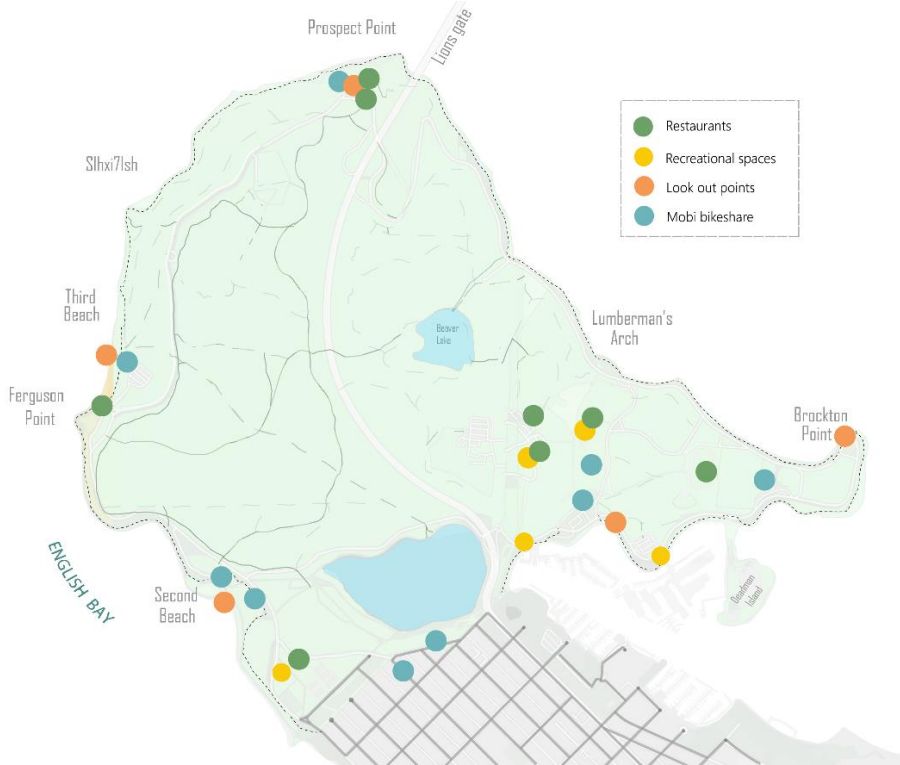 Prospect Point
Lions gate
Restaurants
Recreational spaces
Look out points
Mobi bikeshare
Slhxi7lsh
Third
Beach
Beaver
Lake
Lumberman's
Arch
Ferguson
Point
Brockton
Point
ENGLISH BAY
Second
Beach
Deadman
Island